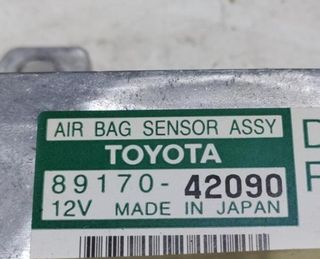 AIR BAG SENSOR ASSY
TOYOTA
89170-42090
12V MADE IN JAPAN